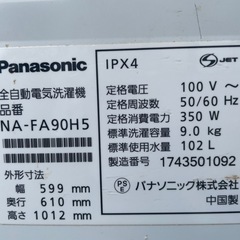 Panasonic
全自動電気洗濯機
品番
NA-FA90H5
外形寸法
幅 599 mm
奥行 610 mm
高さ 1012 mm
IPX4
JET
定格電圧 100 V ~
定格周波数 50/60 Hz
定格消費電力 350 W
標準洗濯容量 9.0 kg
標準使用水量 102 L
製造番号 1743501092
PS E
パナソニック株式会社
中国製